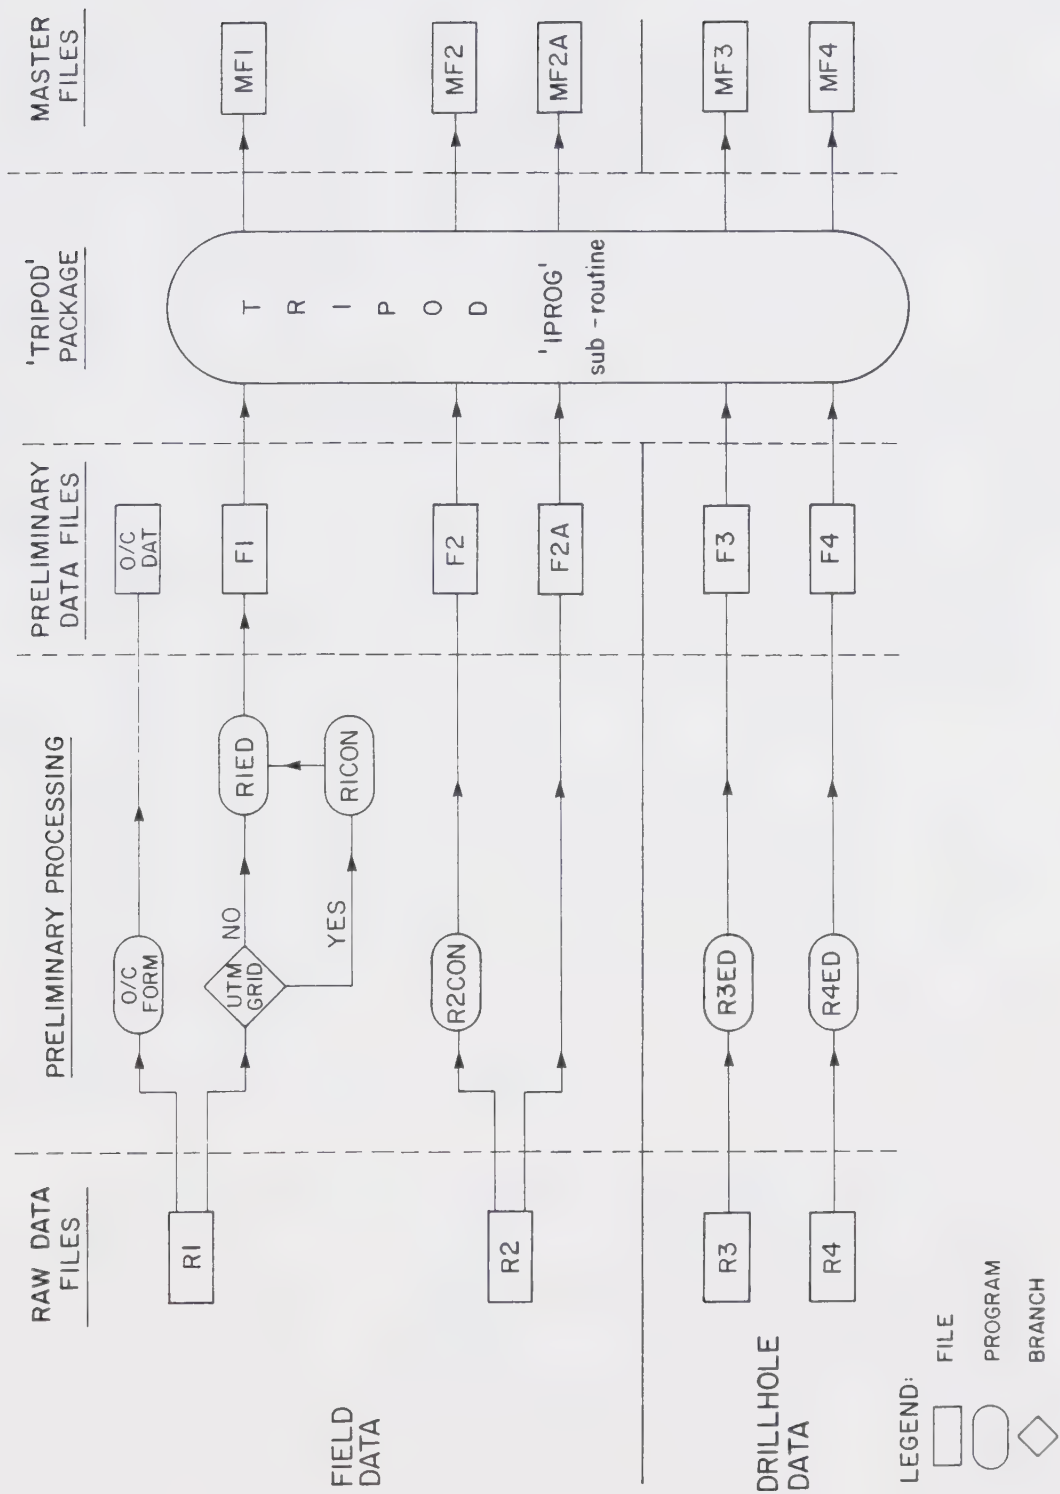 RAW DATA
FILES
PRELIMINARY PROCESSING
PRELIMINARY
DATA FILES
'TRIPOD'
PACKAGE
MASTER
FILES
FIELD
DATA
R1
O/C
FORM
O/C
DAT
UTM
GRID
NO
YES
R1ED
R1CON
F1
MF1
R2
R2CON
F2
MF2
F2A
MF2A
T R I P O D
'IPROG'
sub-routine
DRILLHOLE
DATA
R3
R3ED
F3
MF3
R4
R4ED
F4
MF4
LEGEND:
FILE
PROGRAM
BRANCH